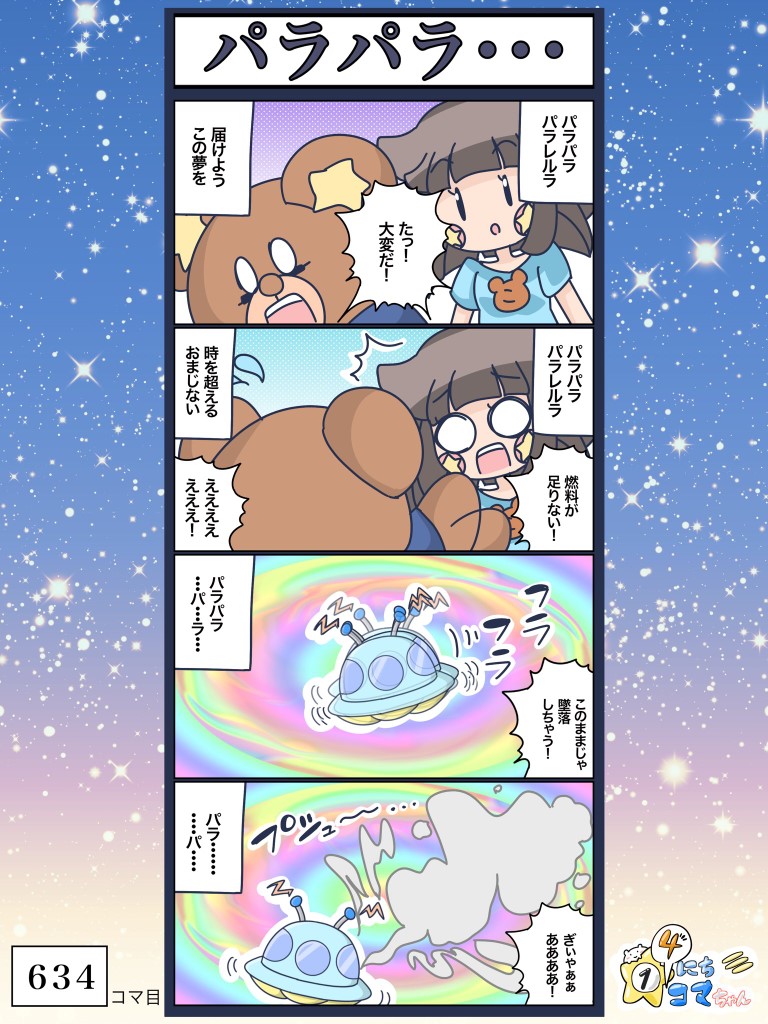 パラパラ・・・
パラパラ
パラレルラ
たっ！
大変だ！
届けよう
この夢を
パラパラ
パラレルラ
燃料が
足りない！
時を超える
おまじない
ええええ
えええ！
パラパラ
…パ…ラ…
フラ
フラ
このままじゃ
墜落
しちゃう！
パラ……
……パ…
プシュ〜〜…
ぎぃやぁぁ
ああああ！
634
コマ目
1
4
にち
コマ
ちゃん